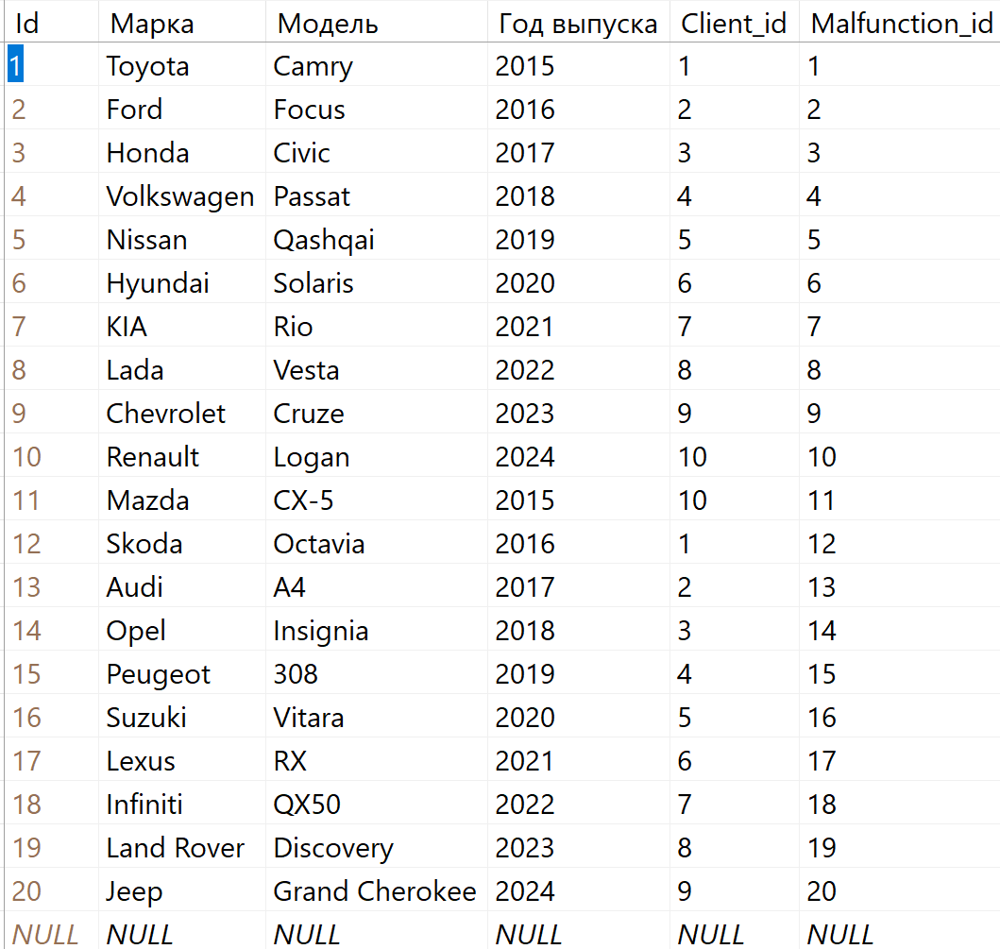 Id Марка Модель Год выпуска Client_id Malfunction_id
1 Toyota Camry 2015 1 1
2 Ford Focus 2016 2 2
3 Honda Civic 2017 3 3
4 Volkswagen Passat 2018 4 4
5 Nissan Qashqai 2019 5 5
6 Hyundai Solaris 2020 6 6
7 KIA Rio 2021 7 7
8 Lada Vesta 2022 8 8
9 Chevrolet Cruze 2023 9 9
10 Renault Logan 2024 10 10
11 Mazda CX-5 2015 10 11
12 Skoda Octavia 2016 1 12
13 Audi A4 2017 2 13
14 Opel Insignia 2018 3 14
15 Peugeot 308 2019 4 15
16 Suzuki Vitara 2020 5 16
17 Lexus RX 2021 6 17
18 Infiniti QX50 2022 7 18
19 Land Rover Discovery 2023 8 19
20 Jeep Grand Cherokee 2024 9 20
NULL NULL NULL NULL NULL NULL